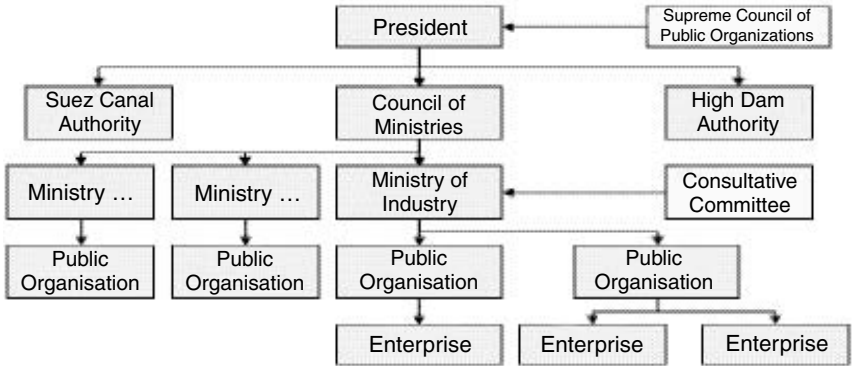 President
Supreme Council of
Public Organizations
Suez Canal
Authority
Council of
Ministries
High Dam
Authority
Ministry …
Ministry …
Ministry of
Industry
Consultative
Committee
Public
Organisation
Public
Organisation
Public
Organisation
Public
Organisation
Enterprise
Enterprise
Enterprise